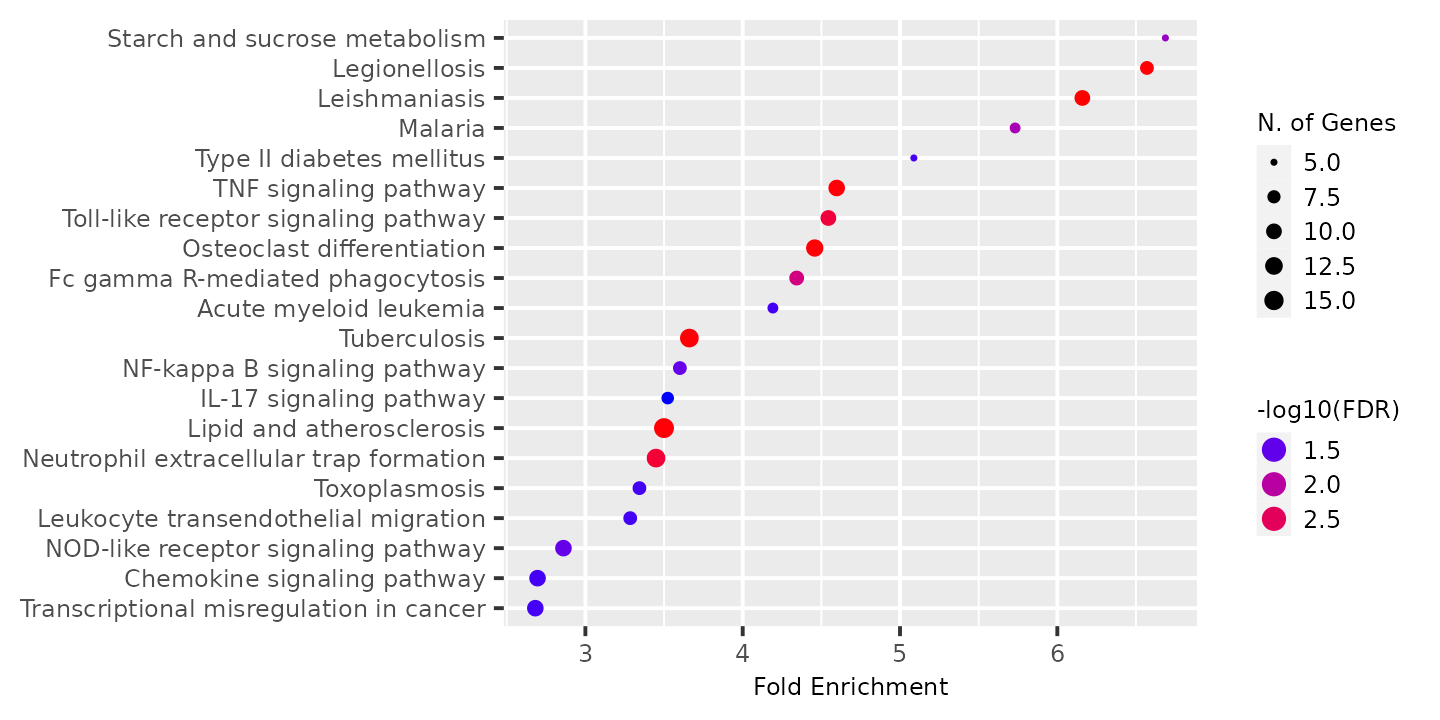 Starch and sucrose metabolism
Legionellosis
Leishmaniasis
Malaria
Type II diabetes mellitus
TNF signaling pathway
Toll-like receptor signaling pathway
Osteoclast differentiation
Fc gamma R-mediated phagocytosis
Acute myeloid leukemia
Tuberculosis
NF-kappa B signaling pathway
IL-17 signaling pathway
Lipid and atherosclerosis
Neutrophil extracellular trap formation
Toxoplasmosis
Leukocyte transendothelial migration
NOD-like receptor signaling pathway
Chemokine signaling pathway
Transcriptional misregulation in cancer
3 4 5 6
Fold Enrichment
N. of Genes
5.0
7.5
10.0
12.5
15.0
-log10(FDR)
1.5
2.0
2.5